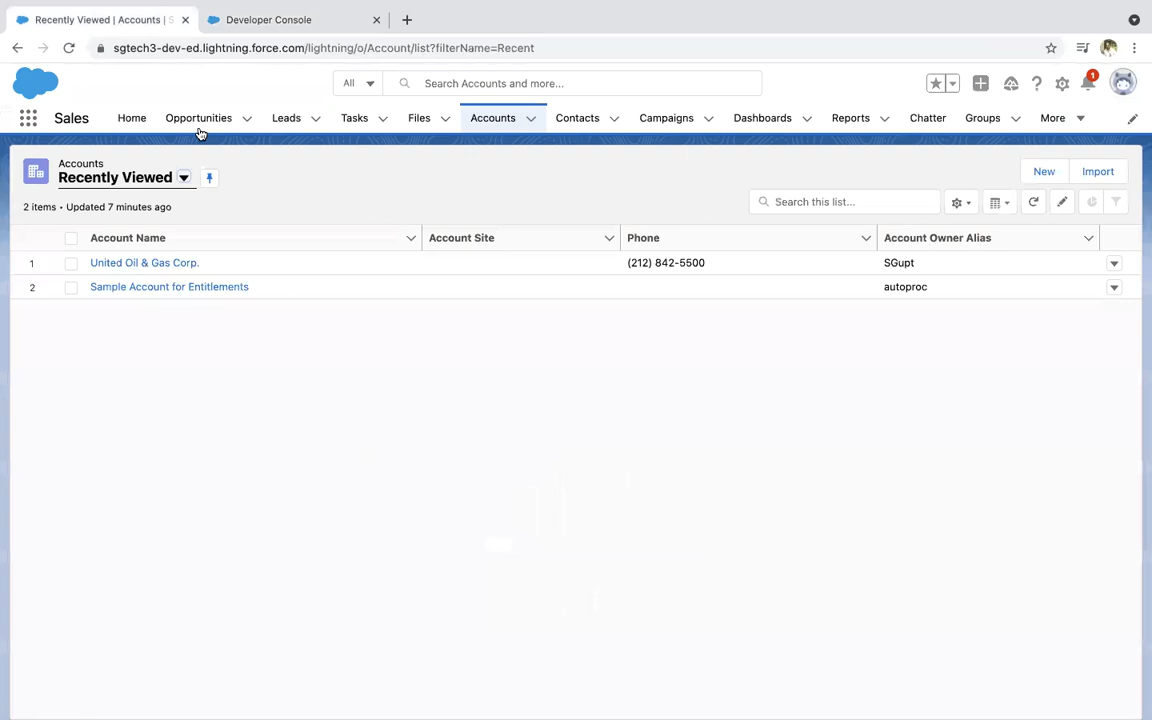 Recently Viewed | Accounts | S
Developer Console
sgtech3-dev-ed.lightning.force.com/lightning/o/Account/list?filterName=Recent
All
Search Accounts and more...
1
Sales
Home
Opportunities
Leads
Tasks
Files
Accounts
Contacts
Campaigns
Dashboards
Reports
Chatter
Groups
More
Accounts
Recently Viewed
New
Import
2 items • Updated 7 minutes ago
Search this list...
Account Name
Account Site
Phone
Account Owner Alias
1 United Oil & Gas Corp. (212) 842-5500 SGupt
2 Sample Account for Entitlements autoproc